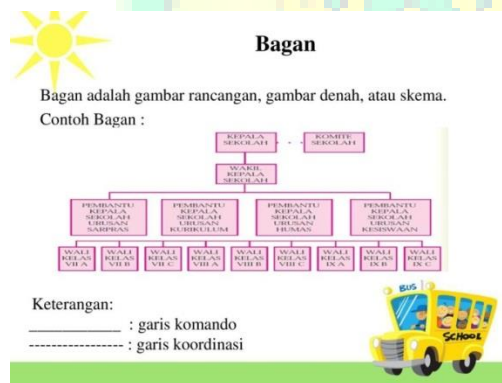 Bagan
Bagan adalah gambar rancangan, gambar denah, atau skema.
Contoh Bagan :
KEPALA
SEKOLAH
KOMITE
SEKOLAH
WAKIL
KEPALA
SEKOLAH
PEMBANTU
KEPALA
SEKOLAH
URUSAN
SARPRAS
PEMBANTU
KEPALA
SEKOLAH
URUSAN
KURIKULUM
PEMBANTU
KEPALA
SEKOLAH
URUSAN
HUMAS
PEMBANTU
KEPALA
SEKOLAH
URUSAN
KESISWAAN
WALI
KELAS
VII A
WALI
KELAS
VII B
WALI
KELAS
VII C
WALI
KELAS
VIII A
WALI
KELAS
VIII B
WALI
KELAS
VIII C
WALI
KELAS
IX A
WALI
KELAS
IX B
WALI
KELAS
IX C
Keterangan:
: garis komando
: garis koordinasi
BUS
SCHOOL